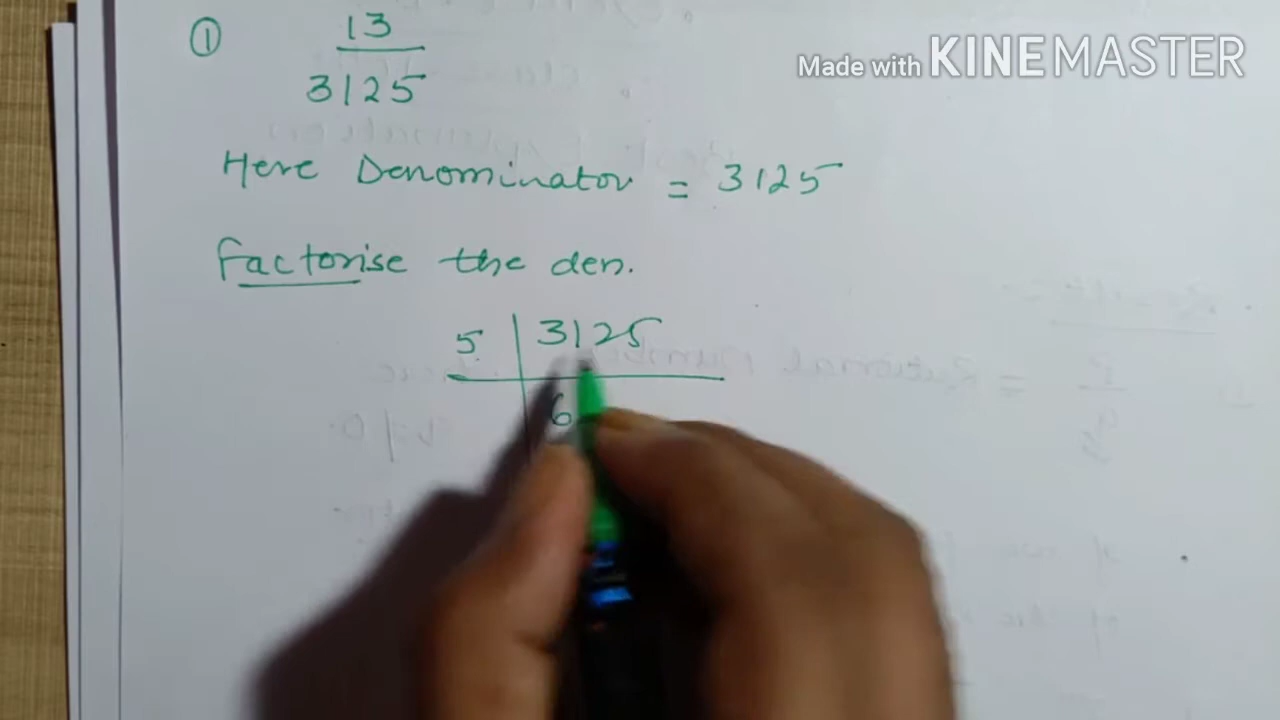 ① 13
3125
Made with KINEMASTER
Here Denominator = 3125
Factorise the den.
5 | 3125
6